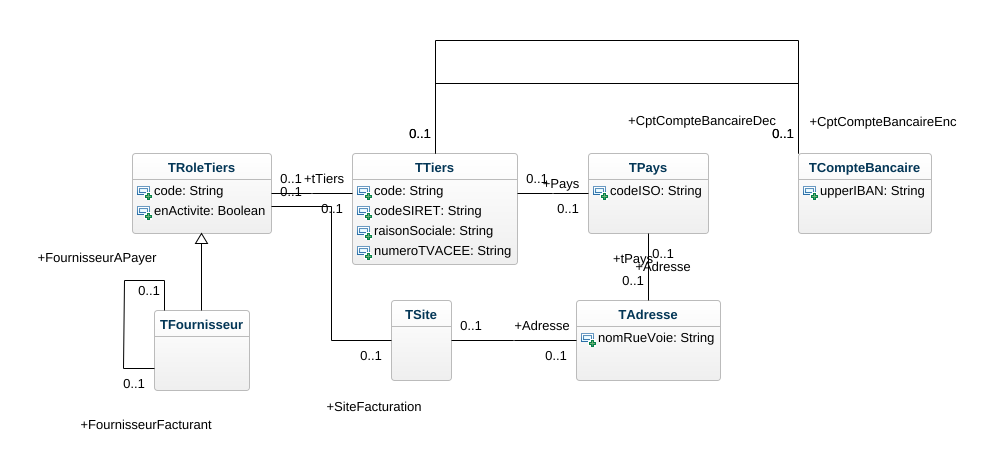 +CptCompteBancaireDec
+CptCompteBancaireEnc
0..1
0..1
TRoleTiers
code: String
enActivite: Boolean
0..1
+tTiers
0..1
0..1
TTiers
code: String
codeSIRET: String
raisonSociale: String
numeroTVACEE: String
0..1
+Pays
0..1
TPays
codeISO: String
TCompteBancaire
upperIBAN: String
+FournisseurAPayer
0..1
0..1
+tPays
+Adresse
0..1
TFournisseur
0..1
+FournisseurFacturant
TSite
0..1
+Adresse
0..1
0..1
+SiteFacturation
TAdresse
nomRueVoie: String